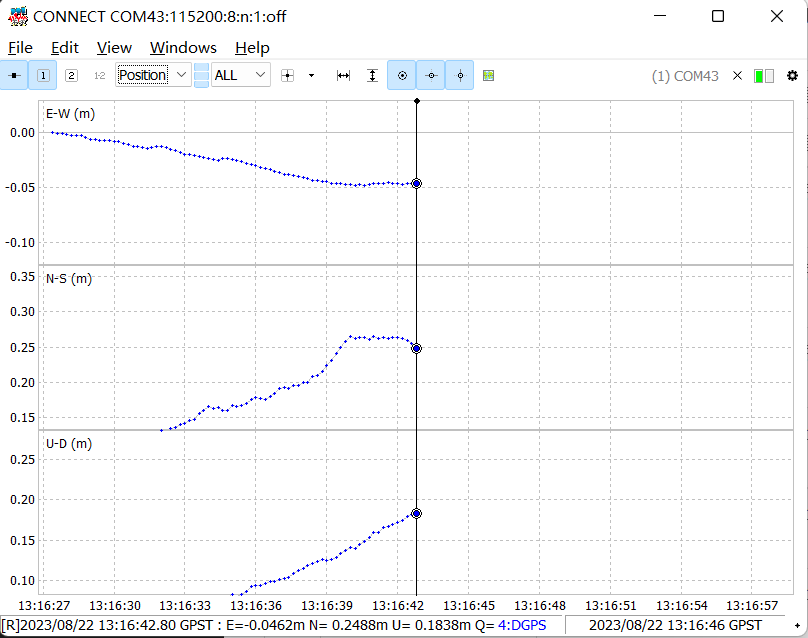 CONNECT COM43:115200:8:n:1:off
File Edit View Windows Help
1 2 1-2 Position ALL (1) COM43
E-W (m)
0.00
-0.05
-0.10
N-S (m)
0.35
0.30
0.25
0.20
0.15
U-D (m)
0.25
0.20
0.15
0.10
13:16:27 13:16:30 13:16:33 13:16:36 13:16:39 13:16:42 13:16:45 13:16:48 13:16:51 13:16:54 13:16:57
[R]2023/08/22 13:16:42.80 GPST : E=-0.0462m N= 0.2488m U= 0.1838m Q= 4:DGPS 2023/08/22 13:16:46 GPST